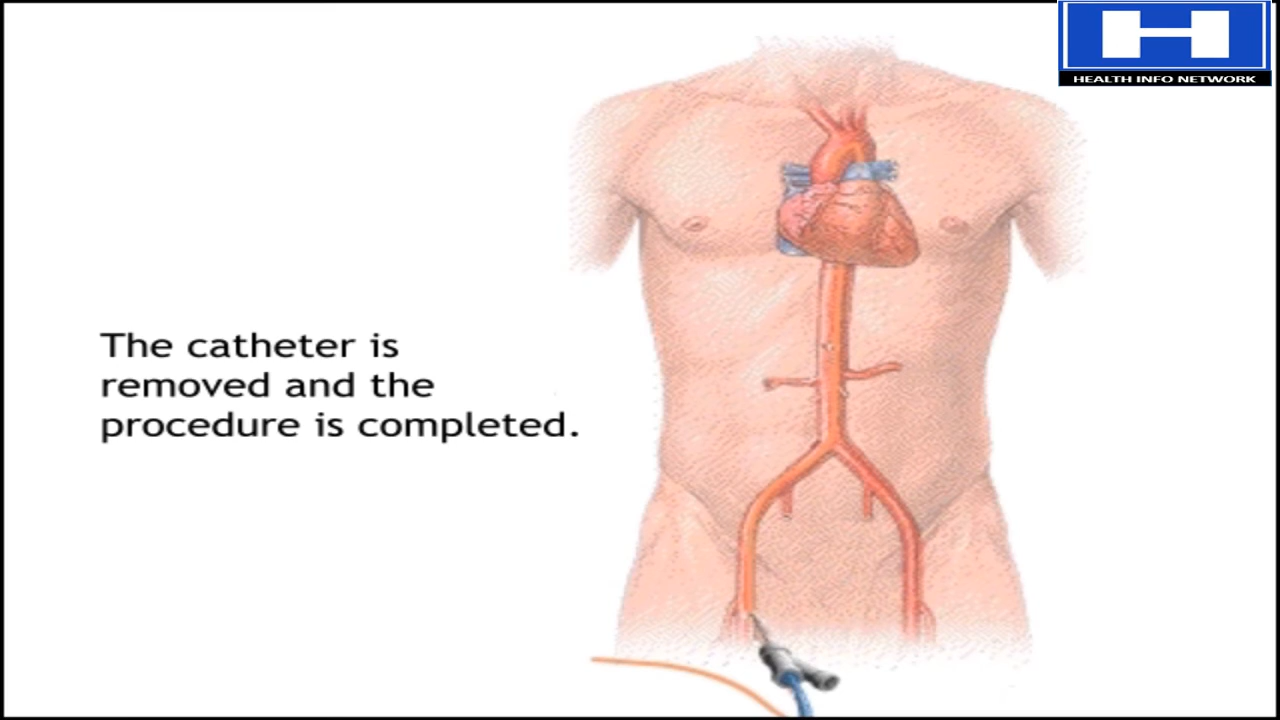 HEALTH INFO NETWORK
The catheter is
removed and the
procedure is completed.